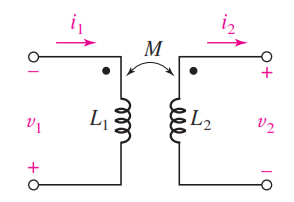 i₁ i₂
M
− +
v₁ L₁ L₂ v₂
+ −